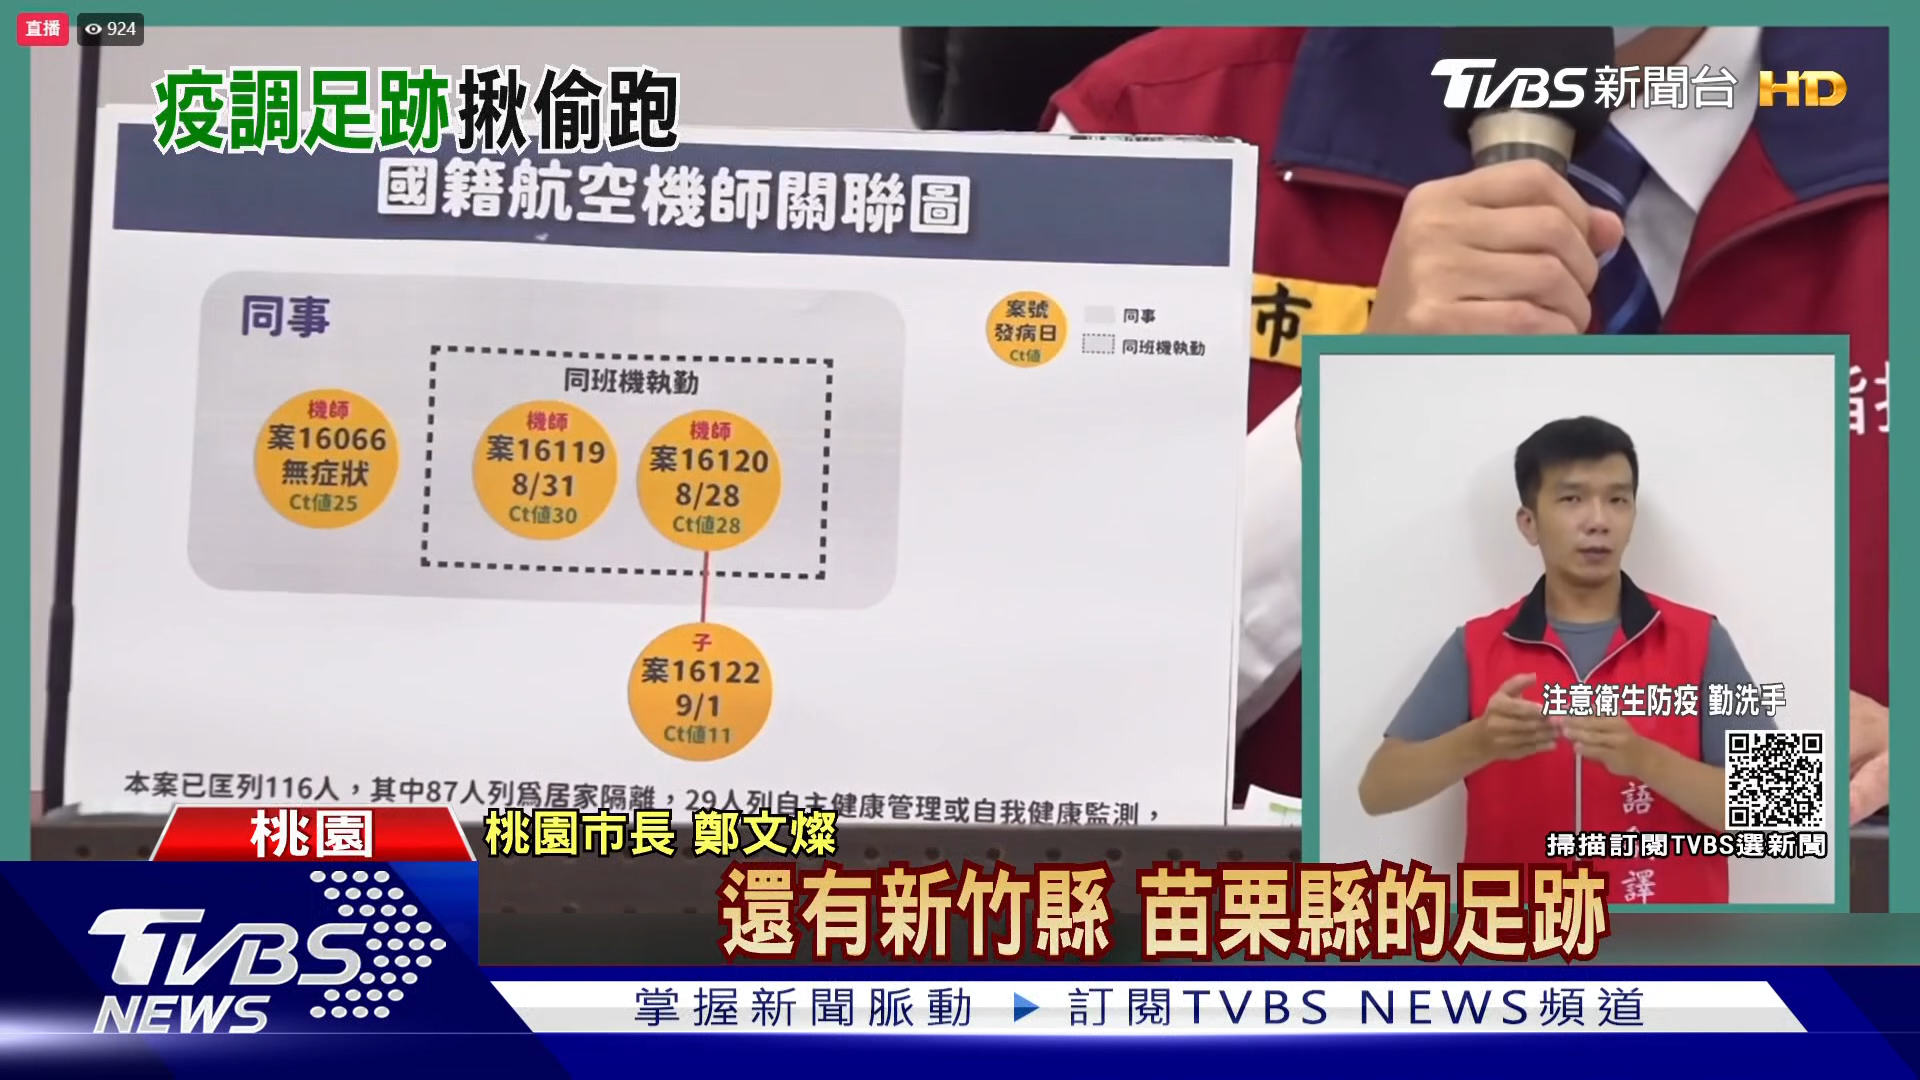 直播 924
疫調足跡揪偷跑
TVBS新聞台 HD
國籍航空機師關聯圖
同事
案號
發病日
Ct值
同事
同班機執勤
市
同班機執勤
機師
案16066
無症狀
Ct值25
機師
案16119
8/31
Ct值30
機師
案16120
8/28
Ct值28
子
案16122
9/1
Ct值11
本案已匡列116人，其中87人列為居家隔離，29人列自主健康管理或自我健康監測，
注意衛生防疫 勤洗手
掃描訂閱TVBS選新聞
語
譯
桃園
桃園市長 鄭文燦
還有新竹縣 苗栗縣的足跡
TVBS
NEWS
掌握新聞脈動 ▶ 訂閱TVBS NEWS頻道